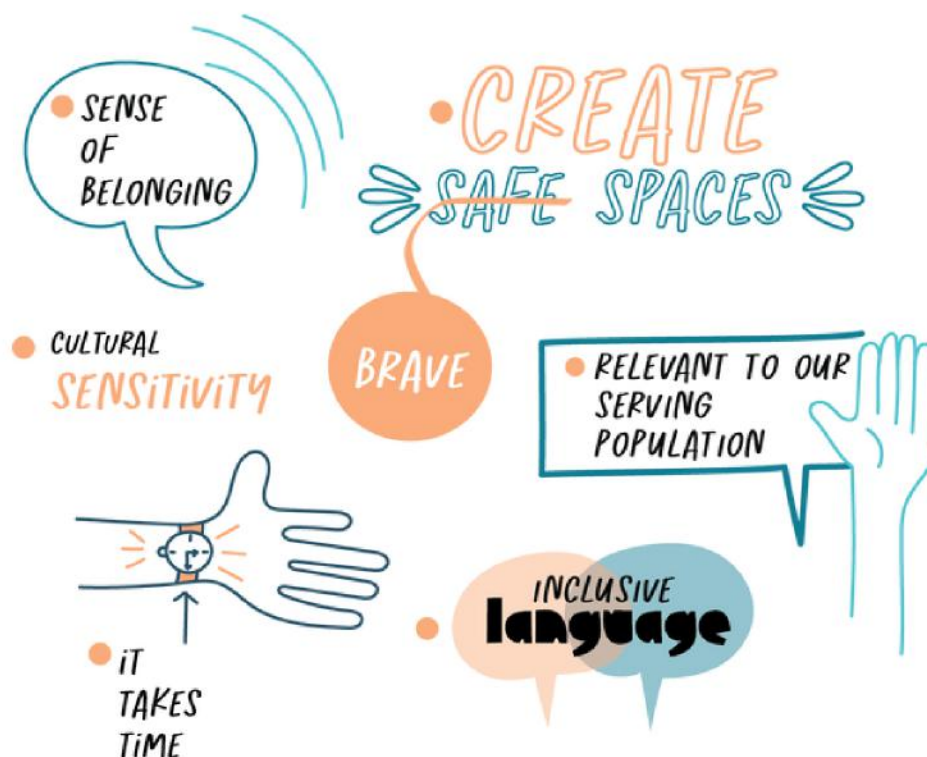 SENSE
OF
BELONGING
CREATE
SAFE SPACES
BRAVE
CULTURAL
SENSiTiViTY
RELEVANT TO OUR
SERVING
POPULATION
iT
TAKES
TiME
iNCLUSIVE
language